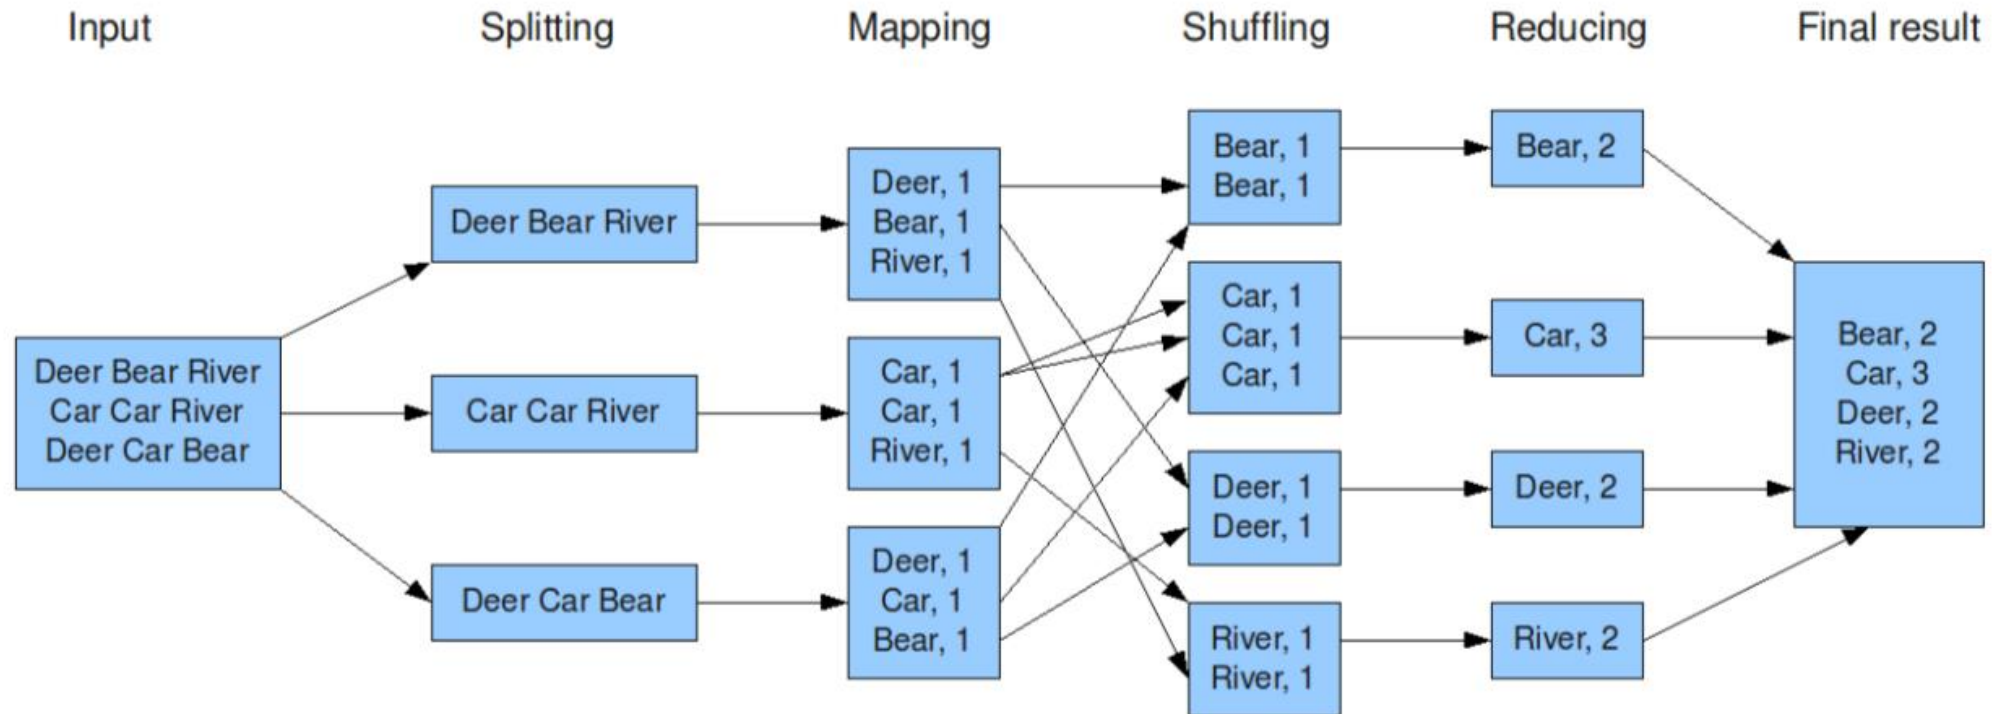 Input
Splitting
Mapping
Shuffling
Reducing
Final result
Deer Bear River
Car Car River
Deer Car Bear
Deer Bear River
Car Car River
Deer Car Bear
Deer, 1
Bear, 1
River, 1
Car, 1
Car, 1
River, 1
Deer, 1
Car, 1
Bear, 1
Bear, 1
Bear, 1
Car, 1
Car, 1
Car, 1
Deer, 1
Deer, 1
River, 1
River, 1
Bear, 2
Car, 3
Deer, 2
River, 2
Bear, 2
Car, 3
Deer, 2
River, 2